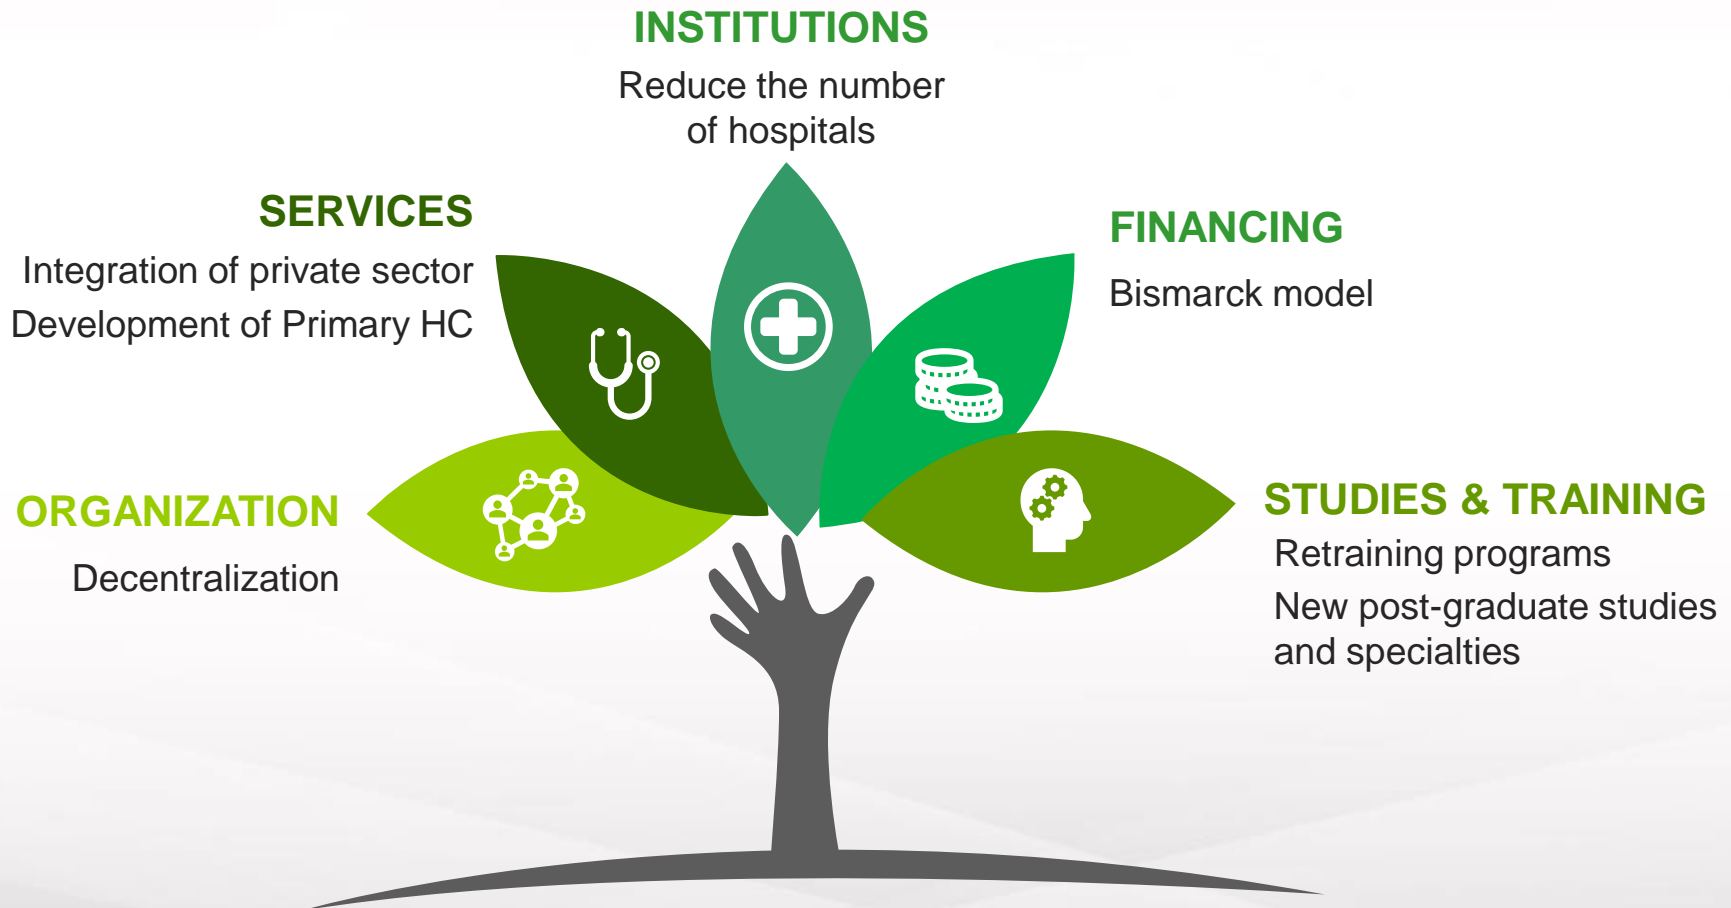 INSTITUTIONS
Reduce the number
of hospitals
SERVICES
Integration of private sector
Development of Primary HC
FINANCING
Bismarck model
ORGANIZATION
Decentralization
STUDIES & TRAINING
Retraining programs
New post-graduate studies
and specialties